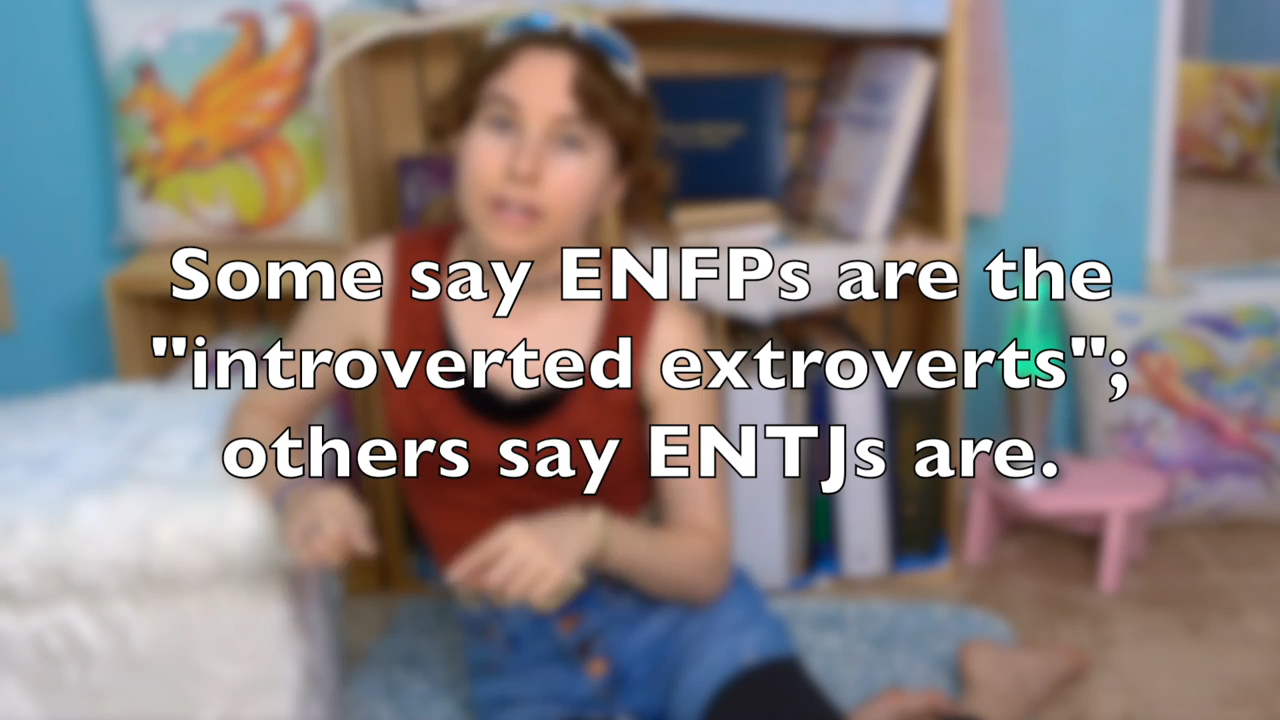 Some say ENFPs are the
"introverted extroverts";
others say ENTJs are.